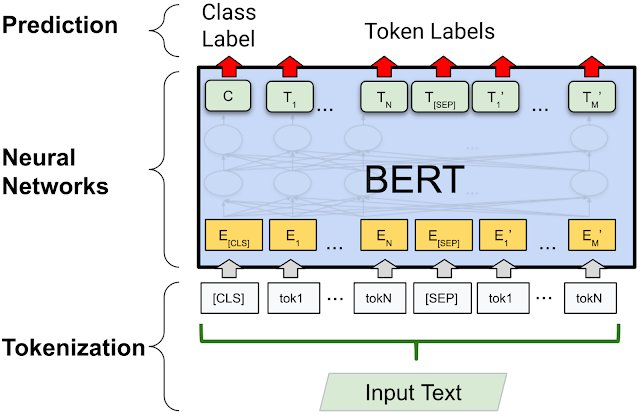 Prediction
Class
Label
Token Labels
C T1 ... TN T[SEP] T1’ ... TM’
Neural
Networks
BERT
E[CLS] E1 ... EN E[SEP] E1’ ... EM’
[CLS] tok1 ... tokN [SEP] tok1 ... tokN
Tokenization
Input Text